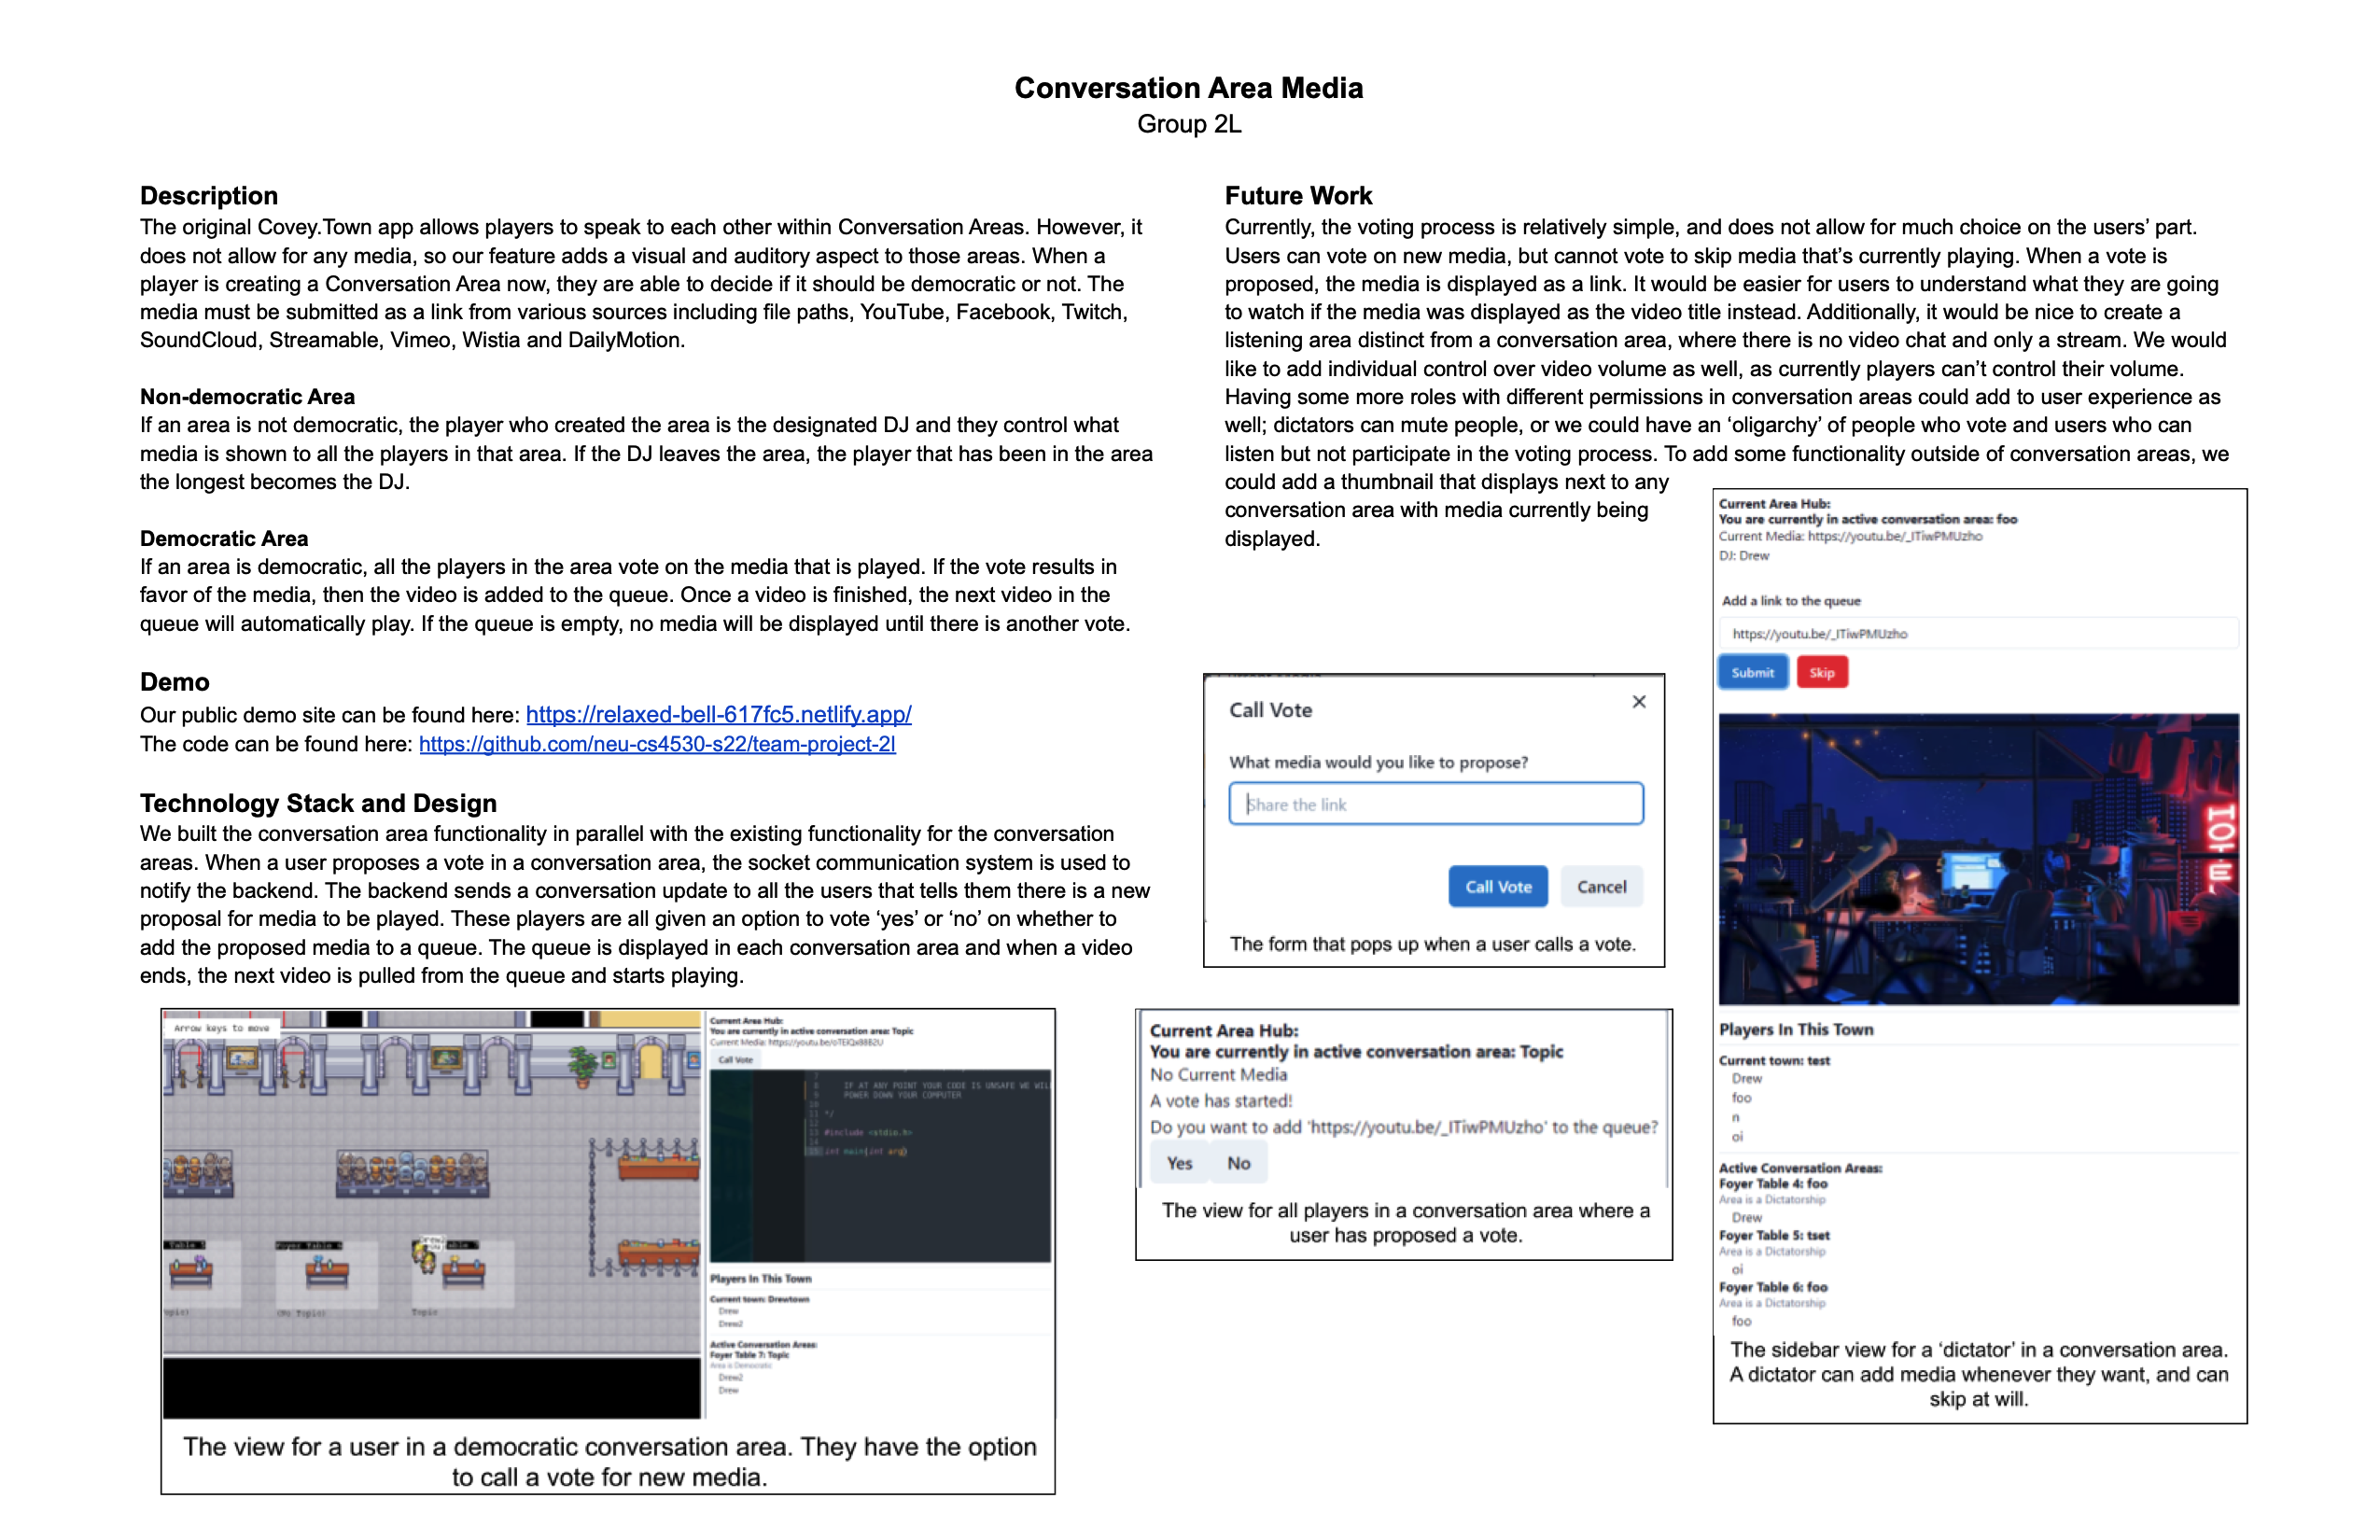 Conversation Area Media
Group 2L
Description
The original Covey.Town app allows players to speak to each other within Conversation Areas. However, it
does not allow for any media, so our feature adds a visual and auditory aspect to those areas. When a
player is creating a Conversation Area now, they are able to decide if it should be democratic or not. The
media must be submitted as a link from various sources including file paths, YouTube, Facebook, Twitch,
SoundCloud, Streamable, Vimeo, Wistia and DailyMotion.
Non-democratic Area
If an area is not democratic, the player who created the area is the designated DJ and they control what
media is shown to all the players in that area. If the DJ leaves the area, the player that has been in the area
the longest becomes the DJ.
Democratic Area
If an area is democratic, all the players in the area vote on the media that is played. If the vote results in
favor of the media, then the video is added to the queue. Once a video is finished, the next video in the
queue will automatically play. If the queue is empty, no media will be displayed until there is another vote.
Demo
Our public demo site can be found here: https://relaxed-bell-617fc5.netlify.app/
The code can be found here: https://github.com/neu-cs4530-s22/team-project-2l
Technology Stack and Design
We built the conversation area functionality in parallel with the existing functionality for the conversation
areas. When a user proposes a vote in a conversation area, the socket communication system is used to
notify the backend. The backend sends a conversation update to all the users that tells them there is a new
proposal for media to be played. These players are all given an option to vote ‘yes’ or ‘no’ on whether to
add the proposed media to a queue. The queue is displayed in each conversation area and when a video
ends, the next video is pulled from the queue and starts playing.
Arrow keys to move
Topic
Current Area Hub:
You are currently in active conversation area: Topic
Current Media:
Call Vote
IF AT ANY POINT YOUR CODE IS UNSAFE WE WILL
POWER DOWN YOUR COMPUTER
*/
#include <stdio.h>
int main(int arg)
Players In This Town
Current town: Drewtown
Drew
Drew2
Active Conversation Areas:
Foyer Table 7: Topic
Area is Democratic
Drew2
Drew
The view for a user in a democratic conversation area. They have the option
to call a vote for new media.
Future Work
Currently, the voting process is relatively simple, and does not allow for much choice on the users’ part.
Users can vote on new media, but cannot vote to skip media that’s currently playing. When a vote is
proposed, the media is displayed as a link. It would be easier for users to understand what they are going
to watch if the media was displayed as the video title instead. Additionally, it would be nice to create a
listening area distinct from a conversation area, where there is no video chat and only a stream. We would
like to add individual control over video volume as well, as currently players can’t control their volume.
Having some more roles with different permissions in conversation areas could add to user experience as
well; dictators can mute people, or we could have an ‘oligarchy’ of people who vote and users who can
listen but not participate in the voting process. To add some functionality outside of conversation areas, we
could add a thumbnail that displays next to any
conversation area with media currently being
displayed.
Call Vote
What media would you like to propose?
Share the link
Call Vote
Cancel
The form that pops up when a user calls a vote.
Current Area Hub:
You are currently in active conversation area: Topic
No Current Media
A vote has started!
Do you want to add 'https://youtu.be/_ITiwPMUzho' to the queue?
Yes
No
The view for all players in a conversation area where a
user has proposed a vote.
Current Area Hub:
You are currently in active conversation area: foo
Current Media: https://youtu.be/_ITiwPMUzho
DJ: Drew
Add a link to the queue
https://youtu.be/_ITiwPMUzho
Submit
Skip
HOTE
Players In This Town
Current town: test
Drew
foo
n
oi
Active Conversation Areas:
Foyer Table 4: foo
Area is a Dictatorship
Drew
Foyer Table 5: tset
Area is a Dictatorship
oi
Foyer Table 6: foo
Area is a Dictatorship
foo
The sidebar view for a ‘dictator’ in a conversation area.
A dictator can add media whenever they want, and can
skip at will.